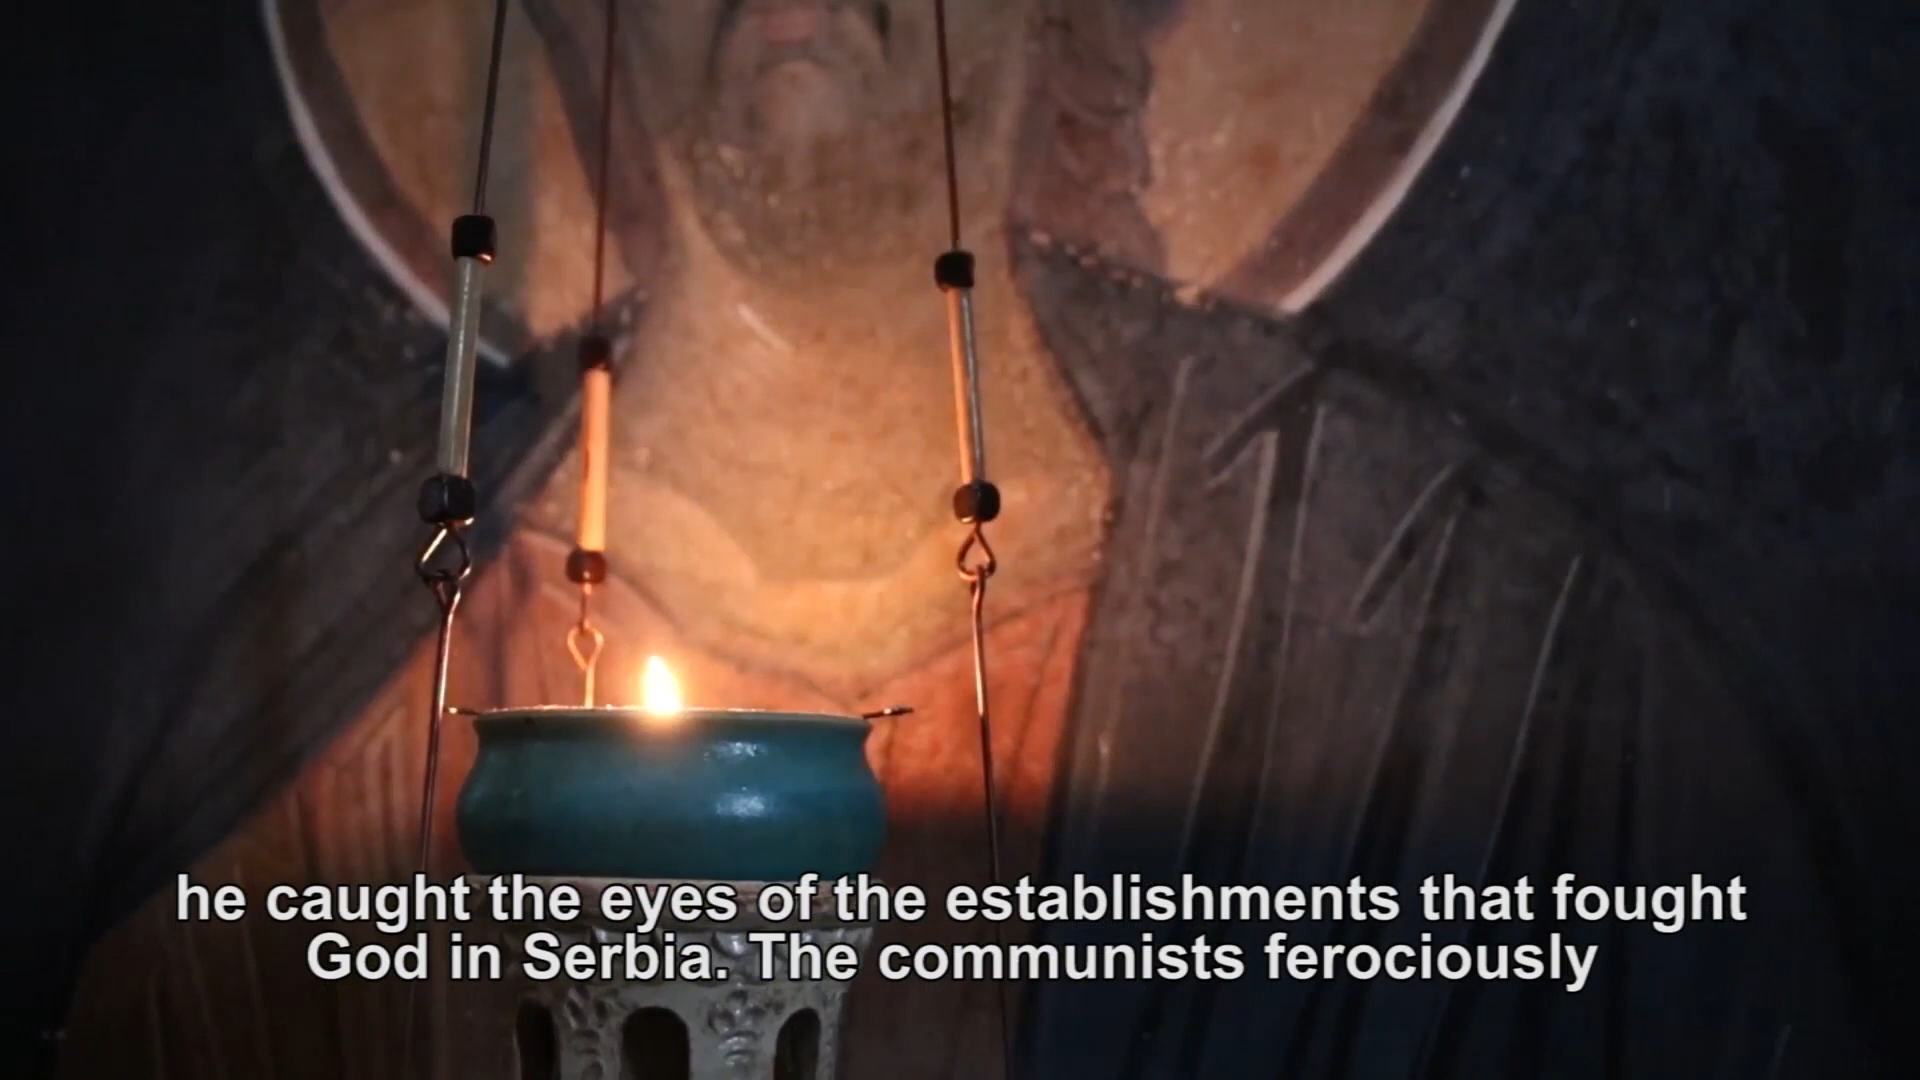 he caught the eyes of the establishments that fought
God in Serbia. The communists ferociously